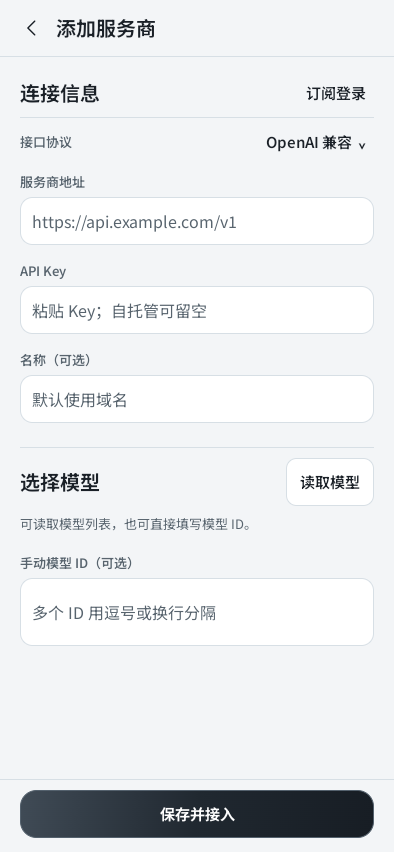 添加服务商
连接信息
订阅登录
接口协议
OpenAI 兼容
服务商地址
https://api.example.com/v1
API Key
粘贴 Key；自托管可留空
名称（可选）
默认使用域名
选择模型
读取模型
可读取模型列表，也可直接填写模型 ID。
手动模型 ID（可选）
多个 ID 用逗号或换行分隔
保存并接入